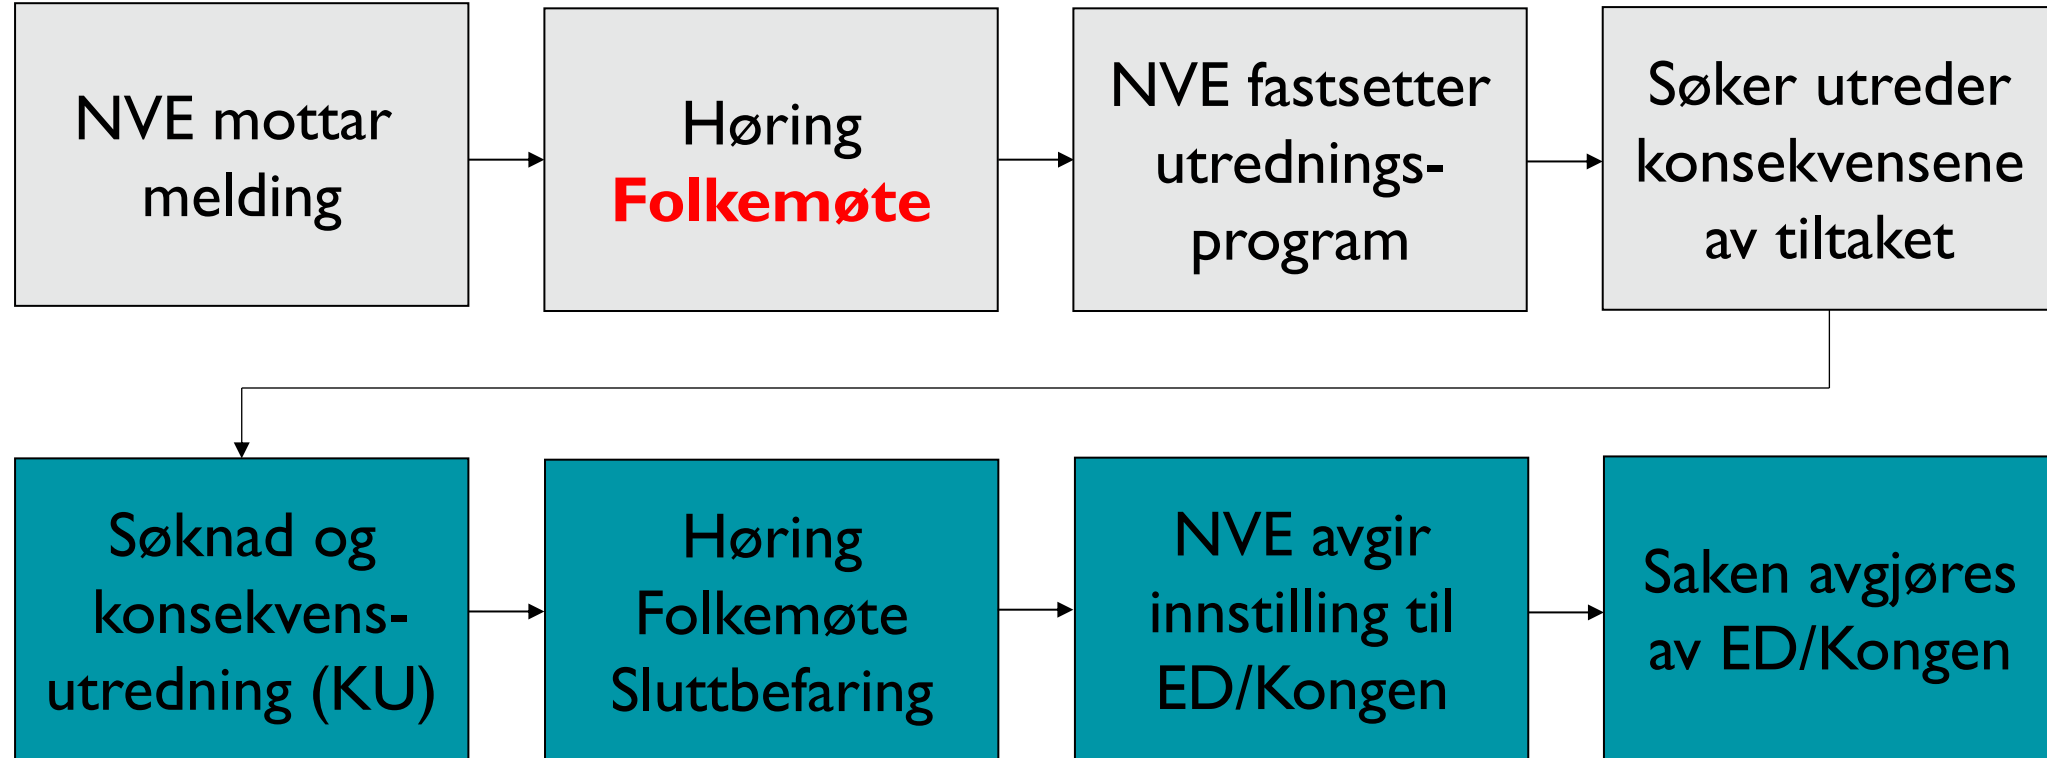 NVE mottar
melding
Høring
Folkemøte
NVE fastsetter
utrednings-
program
Søker utreder
konsekvensene
av tiltaket
Søknad og
konsekvens-
utredning (KU)
Høring
Folkemøte
Sluttbefaring
NVE avgir
innstilling til
ED/Kongen
Saken avgjøres
av ED/Kongen